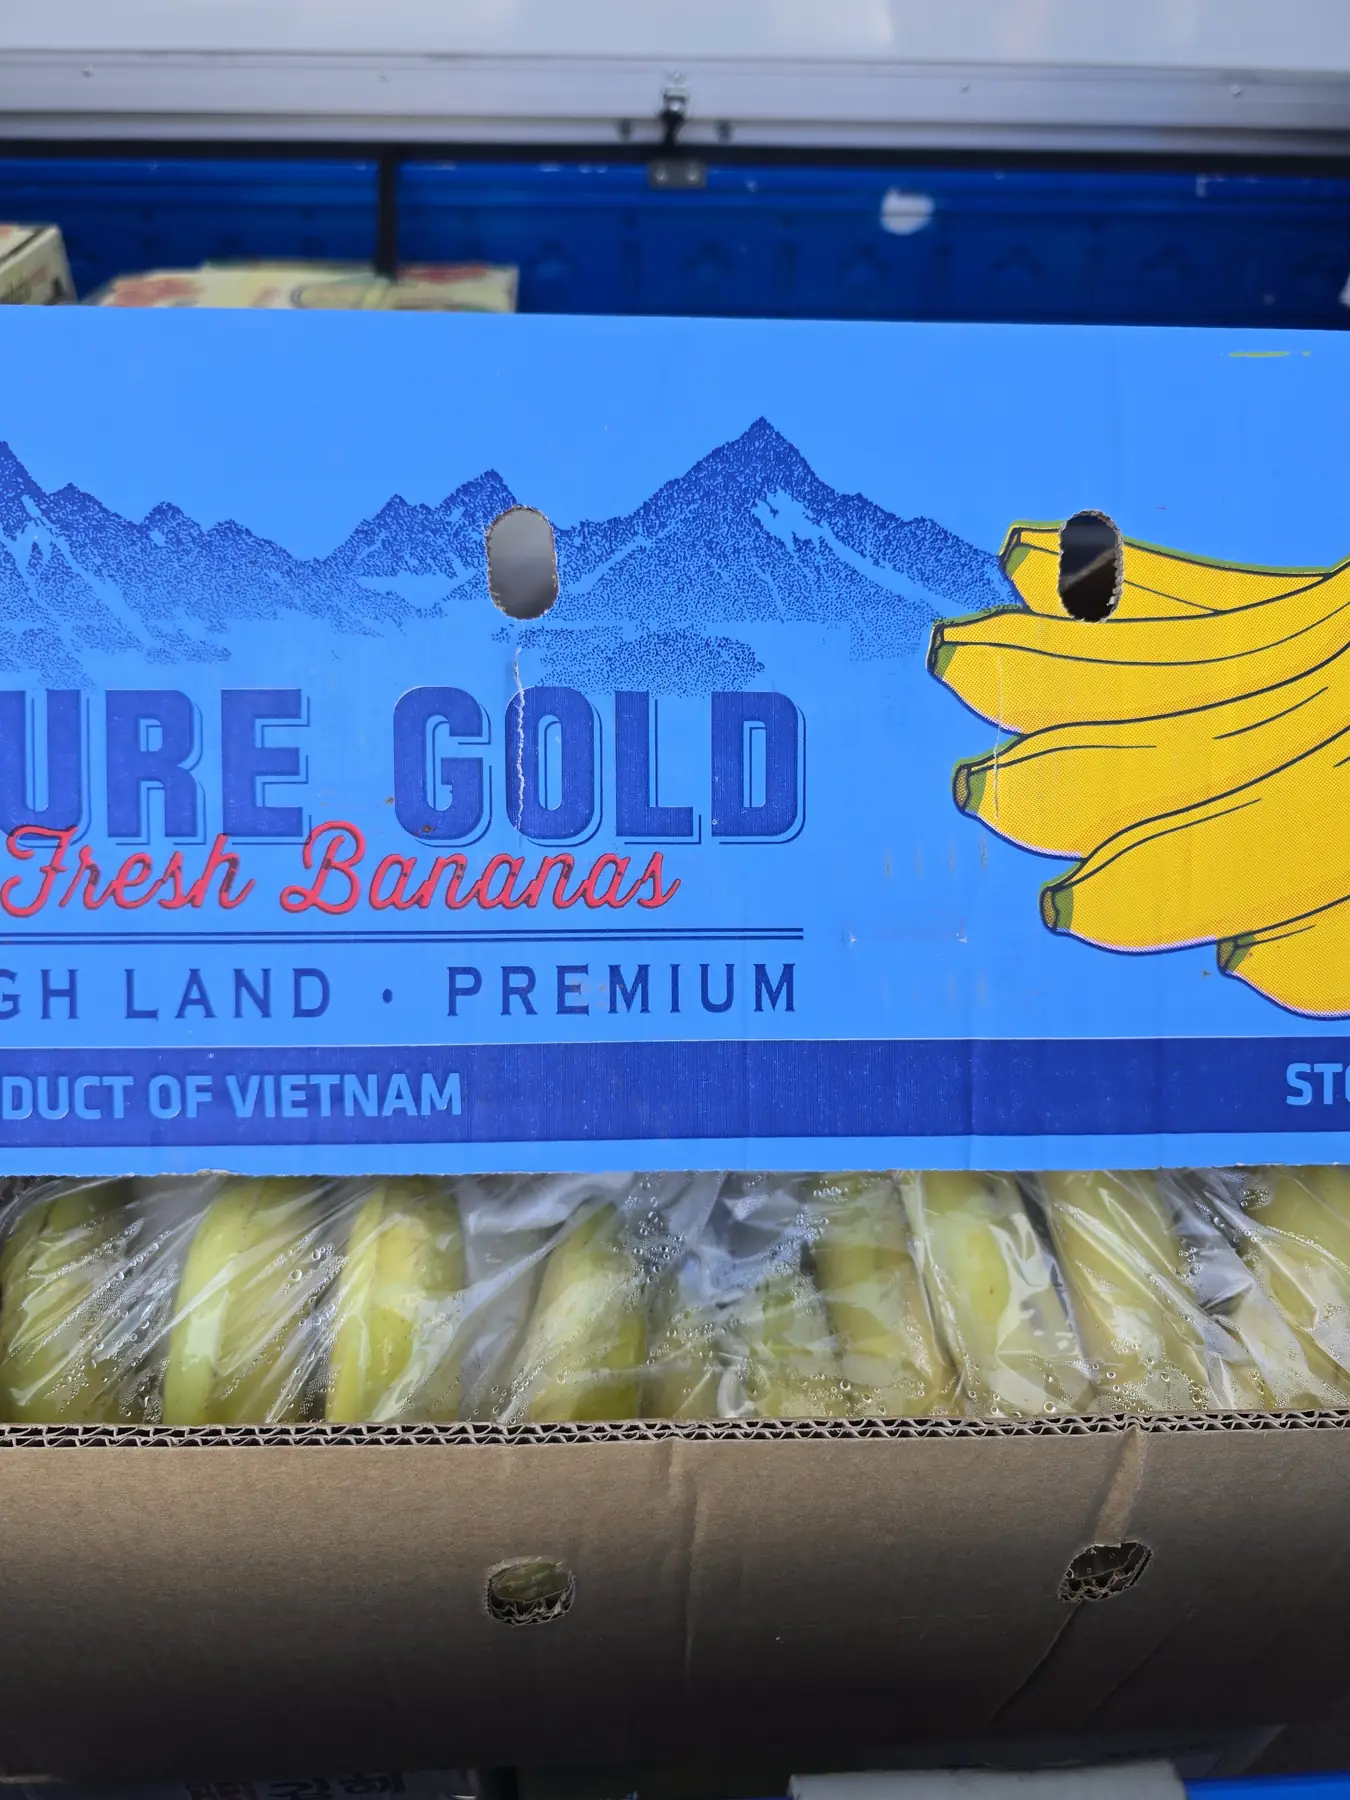 URE GOLD
Fresh Bananas
GH LAND · PREMIUM
DUCT OF VIETNAM
STO